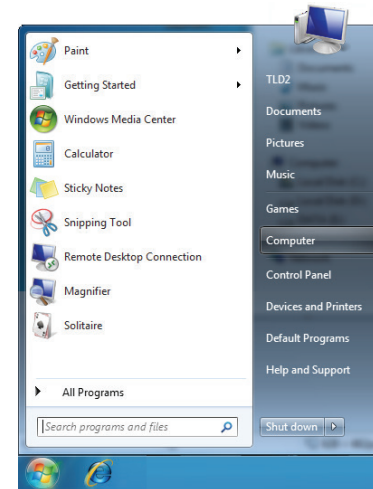 Paint
Getting Started
Windows Media Center
Calculator
Sticky Notes
Snipping Tool
Remote Desktop Connection
Magnifier
Solitaire
All Programs
Search programs and files
TLD2
Documents
Pictures
Music
Games
Computer
Control Panel
Devices and Printers
Default Programs
Help and Support
Shut down